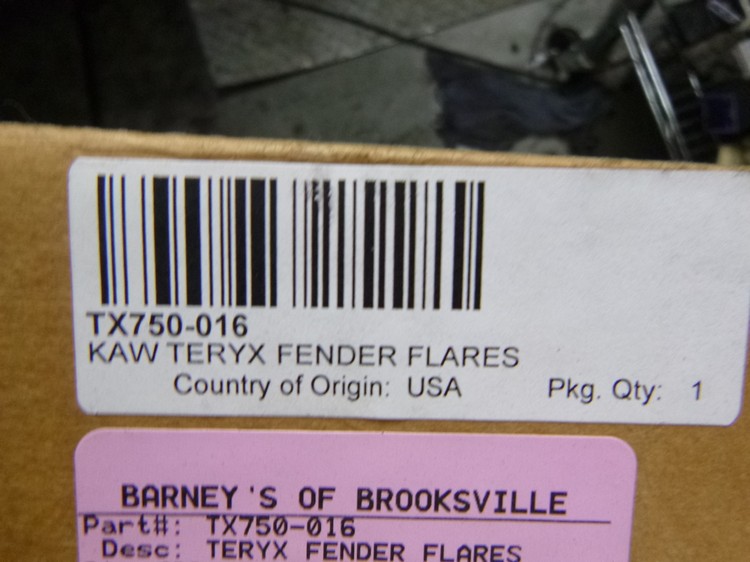 TX750-016
KAW TERYX FENDER FLARES
Country of Origin: USA Pkg. Qty: 1
BARNEY'S OF BROOKSVILLE
Part#: TX750-016
Desc: TERYX FENDER FLARES